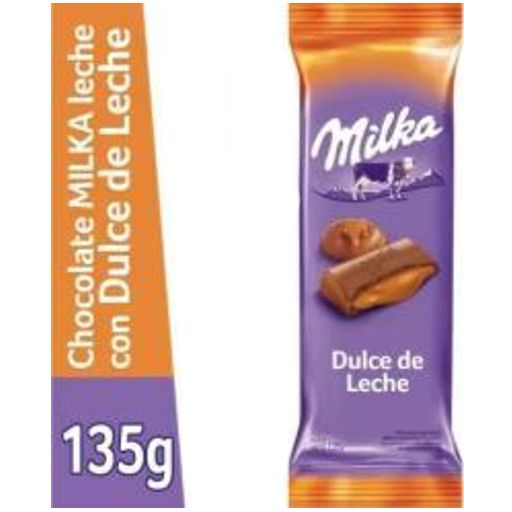 Chocolate MILKA leche
con Dulce de Leche
135g
Milka
Dulce de
Leche